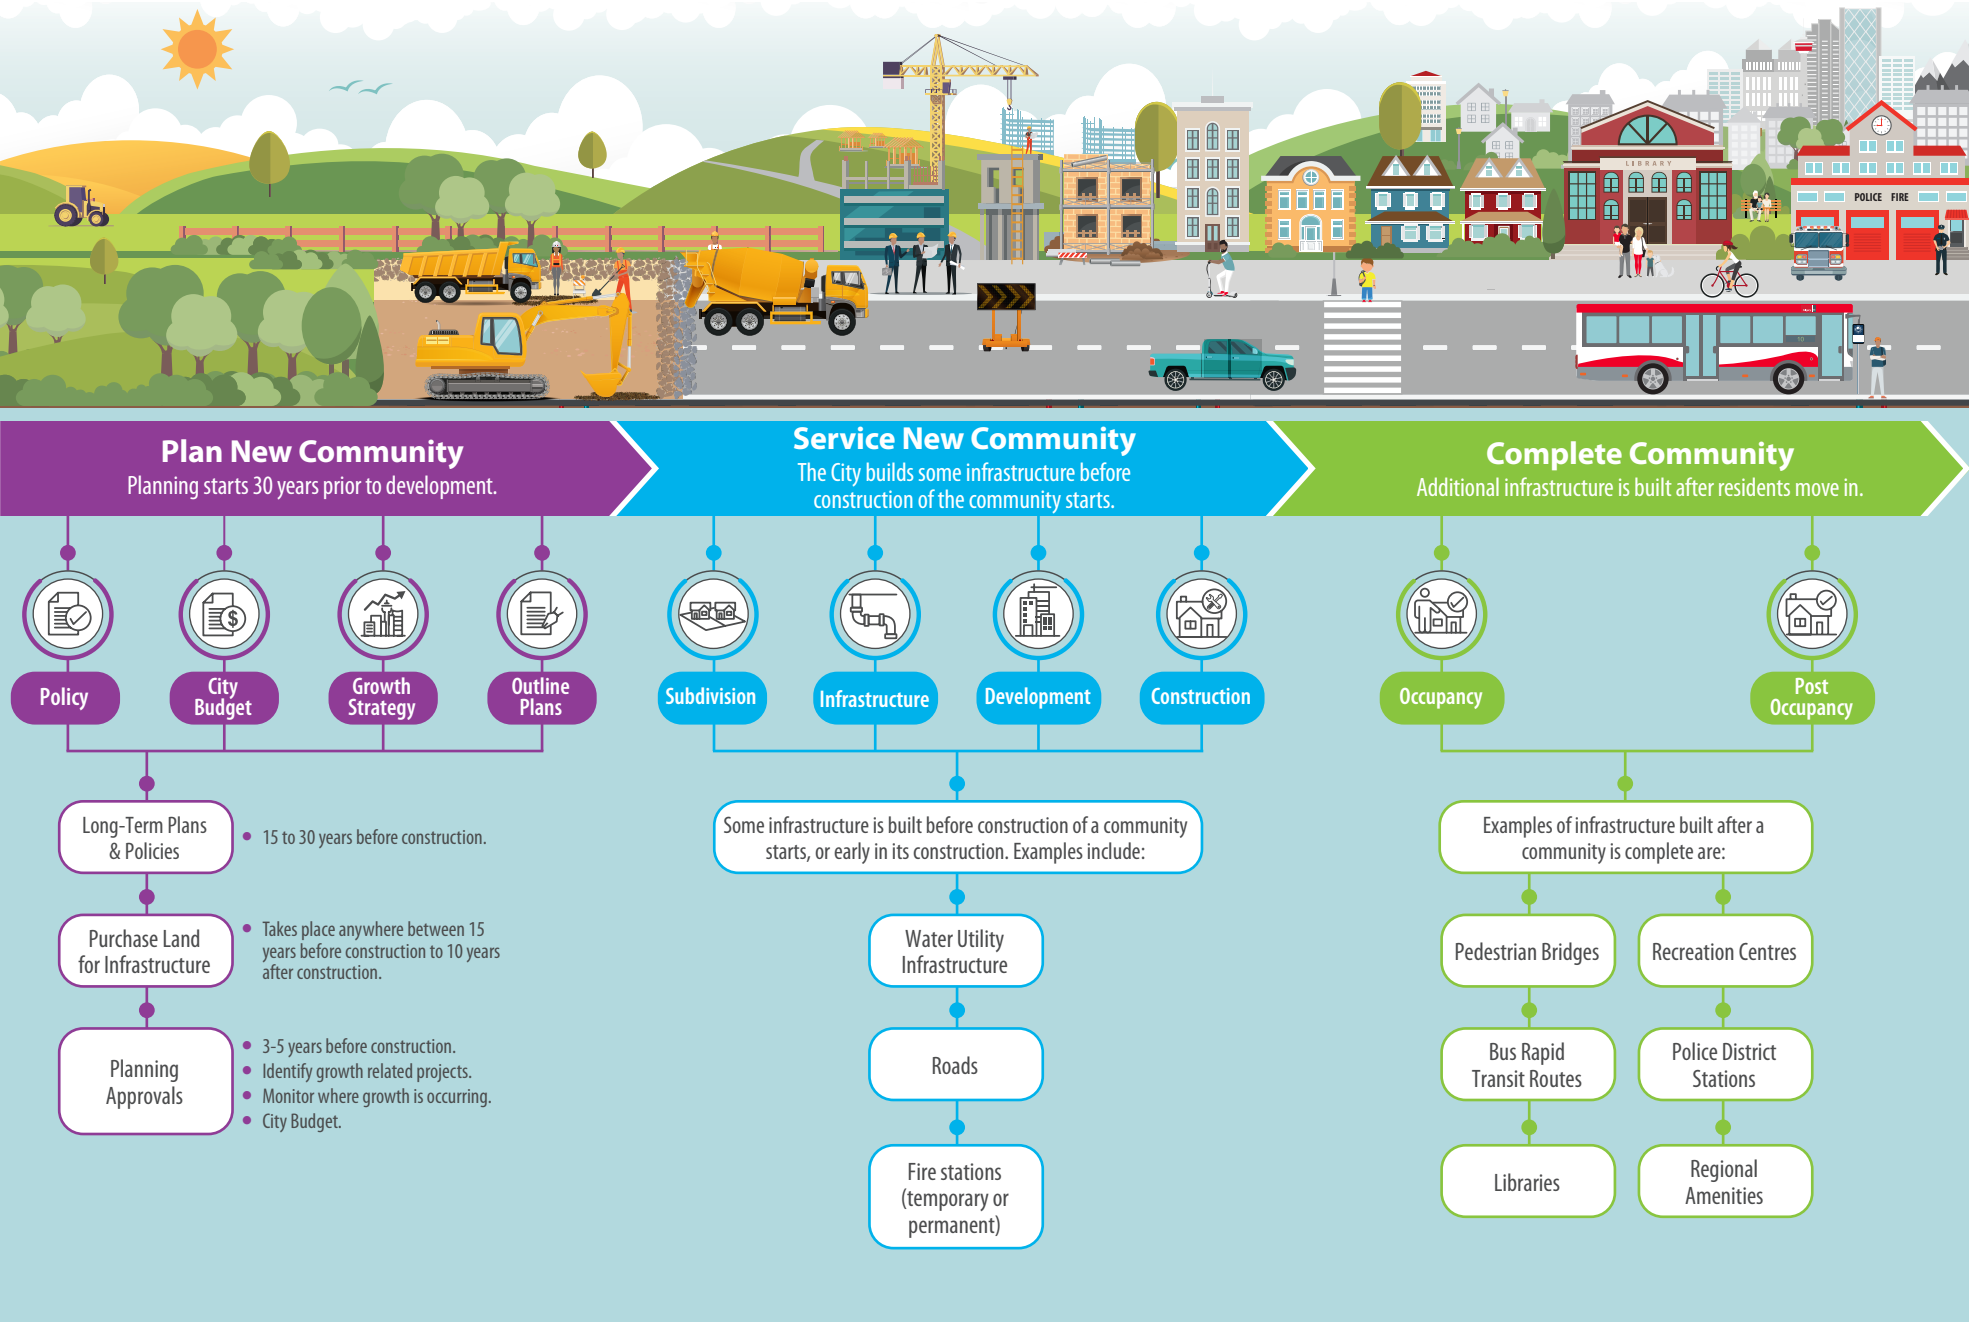 LIBRARY
POLICE FIRE
Plan New Community
Planning starts 30 years prior to development.
Service New Community
The City builds some infrastructure before
construction of the community starts.
Complete Community
Additional infrastructure is built after residents move in.
Policy
City
Budget
Growth
Strategy
Outline
Plans
Subdivision
Infrastructure
Development
Construction
Occupancy
Post
Occupancy
Long-Term Plans
& Policies
• 15 to 30 years before construction.
Purchase Land
for Infrastructure
• Takes place anywhere between 15
years before construction to 10 years
after construction.
Planning
Approvals
• 3-5 years before construction.
• Identify growth related projects.
• Monitor where growth is occurring.
• City Budget.
Some infrastructure is built before construction of a community
starts, or early in its construction. Examples include:
Water Utility
Infrastructure
Roads
Fire stations
(temporary or
permanent)
Examples of infrastructure built after a
community is complete are:
Pedestrian Bridges
Recreation Centres
Bus Rapid
Transit Routes
Police District
Stations
Libraries
Regional
Amenities